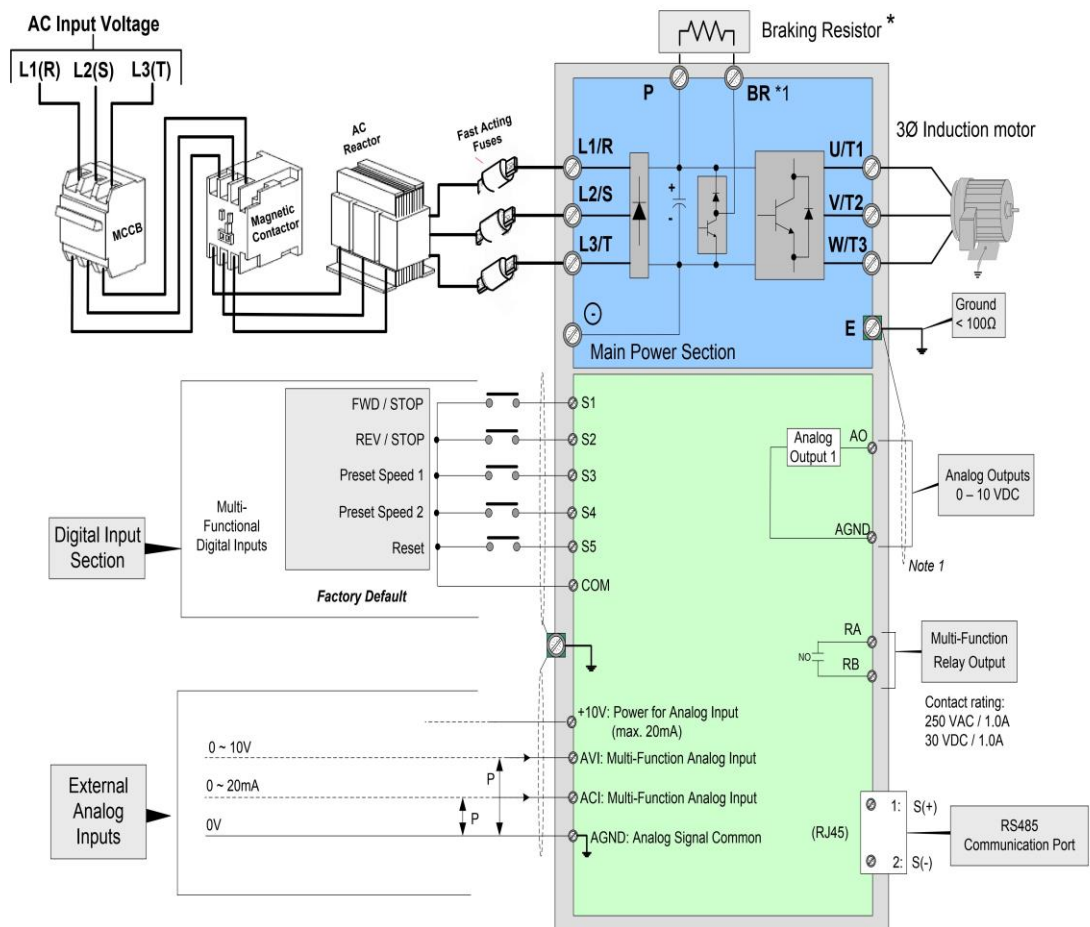 AC Input Voltage
L1(R) L2(S) L3(T)
MCCB
Magnetic
Contactor
AC
Reactor
Fast Acting
Fuses
Braking Resistor *
P
BR *1
L1/R
L2/S
L3/T
+
-
-
Main Power Section
U/T1
V/T2
W/T3
3Ø Induction motor
E
Ground
< 100Ω
Digital Input
Section
Multi-
Functional
Digital Inputs
FWD / STOP
REV / STOP
Preset Speed 1
Preset Speed 2
Reset
Factory Default
S1
S2
S3
S4
S5
COM
Analog
Output 1
AO
AGND
Analog Outputs
0 – 10 VDC
Note 1
RA
NO
RB
Multi-Function
Relay Output
Contact rating:
250 VAC / 1.0A
30 VDC / 1.0A
External
Analog
Inputs
0 ~ 10V
0 ~ 20mA
0V
P
P
+10V: Power for Analog Input
(max. 20mA)
AVI: Multi-Function Analog Input
ACI: Multi-Function Analog Input
AGND: Analog Signal Common
(RJ45)
1: S(+)
2: S(-)
RS485
Communication Port